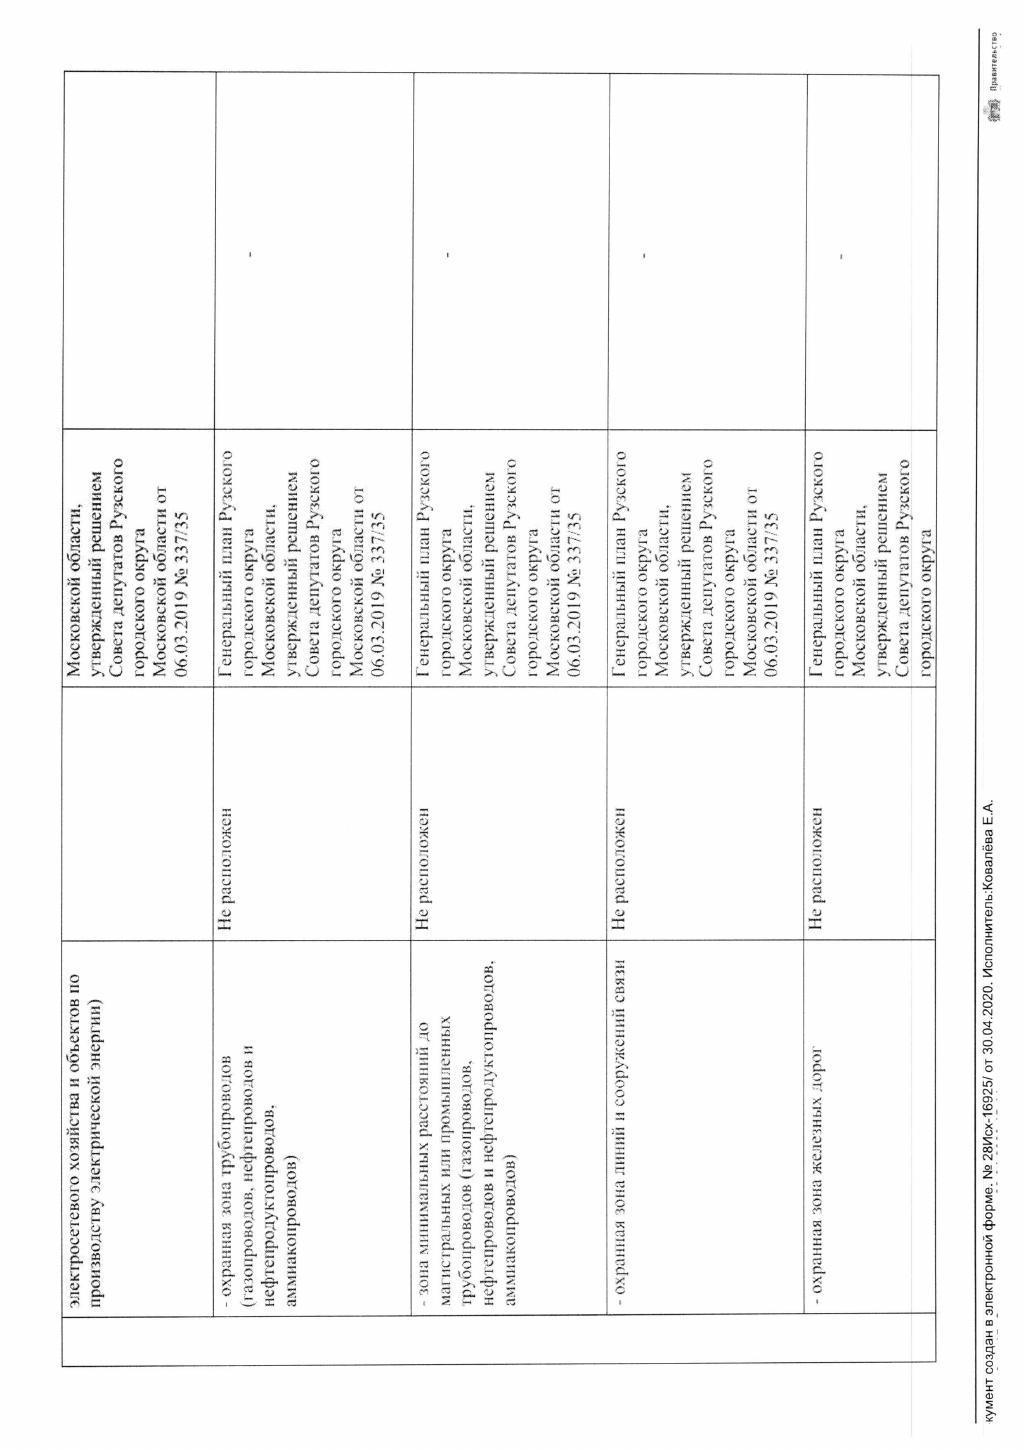 электросетевого хозяйства и объектов по
производству электрической энергии)
Московской области,
утвержденный решением
Совета депутатов Рузского
городского округа
Московской области от
06.03.2019 № 337/35
- охранная зона трубопроводов
(газопроводов, нефтепроводов и
нефтепродуктопроводов,
аммиакопроводов)
Не расположен
Генеральный план Рузского
городского округа
Московской области,
утвержденный решением
Совета депутатов Рузского
городского округа
Московской области от
06.03.2019 № 337/35
-
- зона минимальных расстояний до
магистральных или промышленных
трубопроводов (газопроводов,
нефтепроводов и нефтепродуктопроводов,
аммиакопроводов)
Не расположен
Генеральный план Рузского
городского округа
Московской области,
утвержденный решением
Совета депутатов Рузского
городского округа
Московской области от
06.03.2019 № 337/35
-
- охранная зона линий и сооружений связи
Не расположен
Генеральный план Рузского
городского округа
Московской области,
утвержденный решением
Совета депутатов Рузского
городского округа
Московской области от
06.03.2019 № 337/35
-
- охранная зона железных дорог
Не расположен
Генеральный план Рузского
городского округа
Московской области,
утвержденный решением
Совета депутатов Рузского
городского округа
-
кумент создан в электронной форме. № 28Исх-16925/ от 30.04.2020. Исполнитель:Ковалёва Е.А.
Правительство